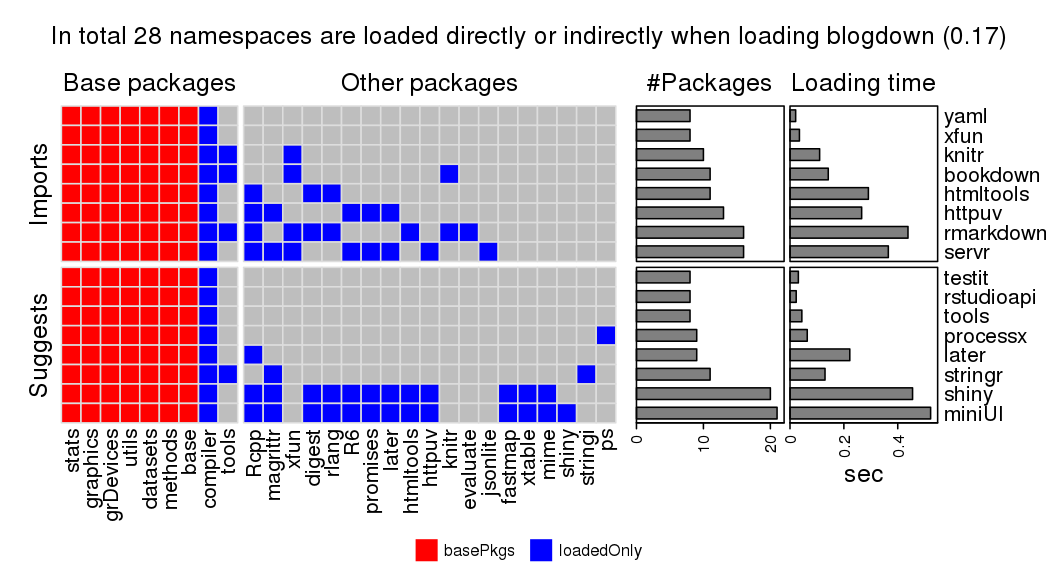 In total 28 namespaces are loaded directly or indirectly when loading blogdown (0.17)
Base packages
Other packages
#Packages
Loading time
Imports
yaml
xfun
knitr
bookdown
htmltools
httpuv
rmarkdown
servr
Suggests
testit
rstudioapi
tools
processx
later
stringr
shiny
miniUI
stats
graphics
grDevices
utils
datasets
methods
base
compiler
tools
Rcpp
magrittr
xfun
digest
rlang
R6
promises
later
htmltools
httpuv
knitr
evaluate
jsonlite
fastmap
xtable
mime
shiny
stringi
ps
0
10
20
0
0.2
0.4
sec
basePkgs
loadedOnly